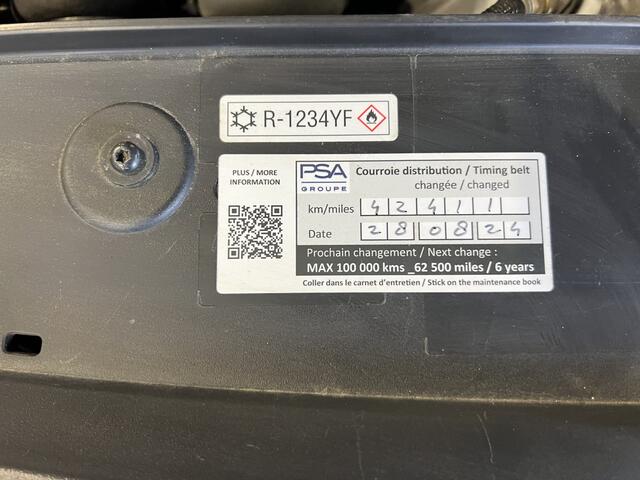 R-1234YF
PLUS / MORE
INFORMATION
PSA
GROUPE
Courroie distribution / Timing belt
changée / changed
km/miles 42411
Date 280824
Prochain changement / Next change :
MAX 100 000 kms _62 500 miles / 6 years
Coller dans le carnet d'entretien / Stick on the maintenance book